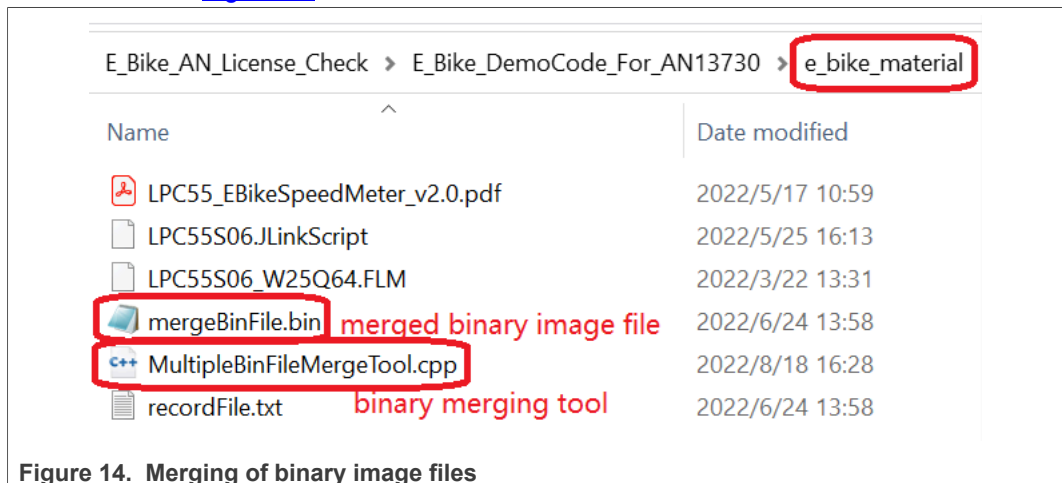 E_Bike_AN_License_Check > E_Bike_DemoCode_For_AN13730 > e_bike_material
Name Date modified
LPC55_EBikeSpeedMeter_v2.0.pdf 2022/5/17 10:59
LPC55S06.JLinkScript 2022/5/25 16:13
LPC55S06_W25Q64.FLM 2022/3/22 13:31
mergeBinFile.bin merged binary image file 2022/6/24 13:58
C++ MultipleBinFileMergeTool.cpp 2022/8/18 16:28
recordFile.txt binary merging tool 2022/6/24 13:58
Figure 14. Merging of binary image files